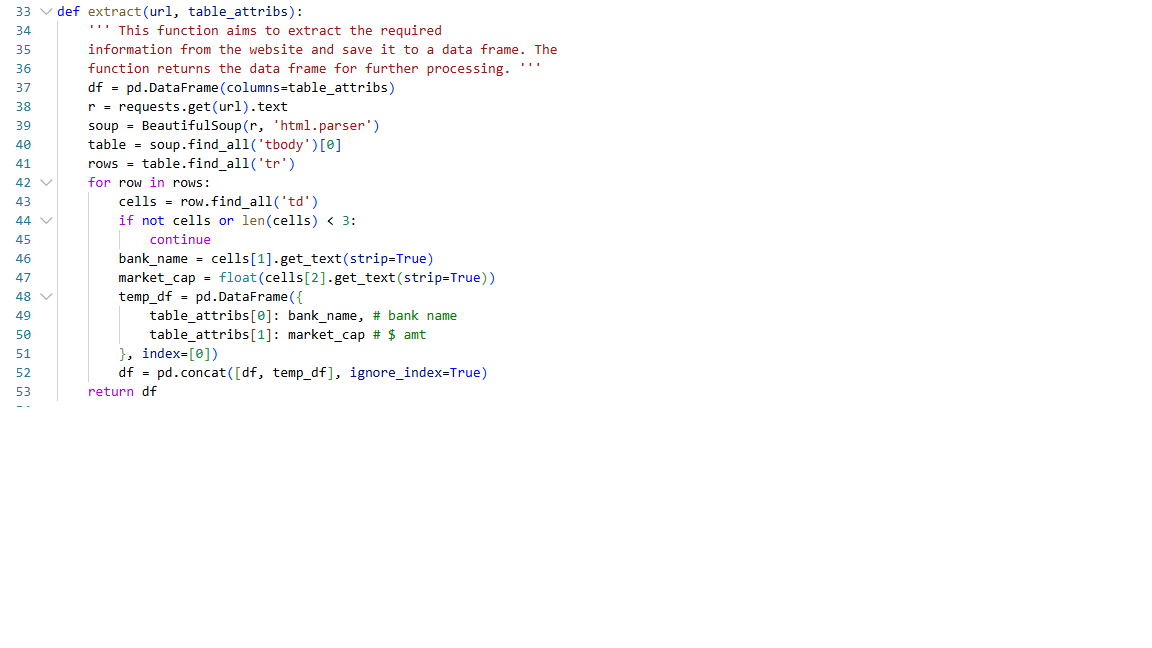 33 def extract(url, table_attribs):
34     ''' This function aims to extract the required
35     information from the website and save it to a data frame. The
36     function returns the data frame for further processing. '''
37     df = pd.DataFrame(columns=table_attribs)
38     r = requests.get(url).text
39     soup = BeautifulSoup(r, 'html.parser')
40     table = soup.find_all('tbody')[0]
41     rows = table.find_all('tr')
42     for row in rows:
43         cells = row.find_all('td')
44         if not cells or len(cells) < 3:
45             continue
46         bank_name = cells[1].get_text(strip=True)
47         market_cap = float(cells[2].get_text(strip=True))
48         temp_df = pd.DataFrame({
49             table_attribs[0]: bank_name, # bank name
50             table_attribs[1]: market_cap # $ amt
51         }, index=[0])
52         df = pd.concat([df, temp_df], ignore_index=True)
53     return df